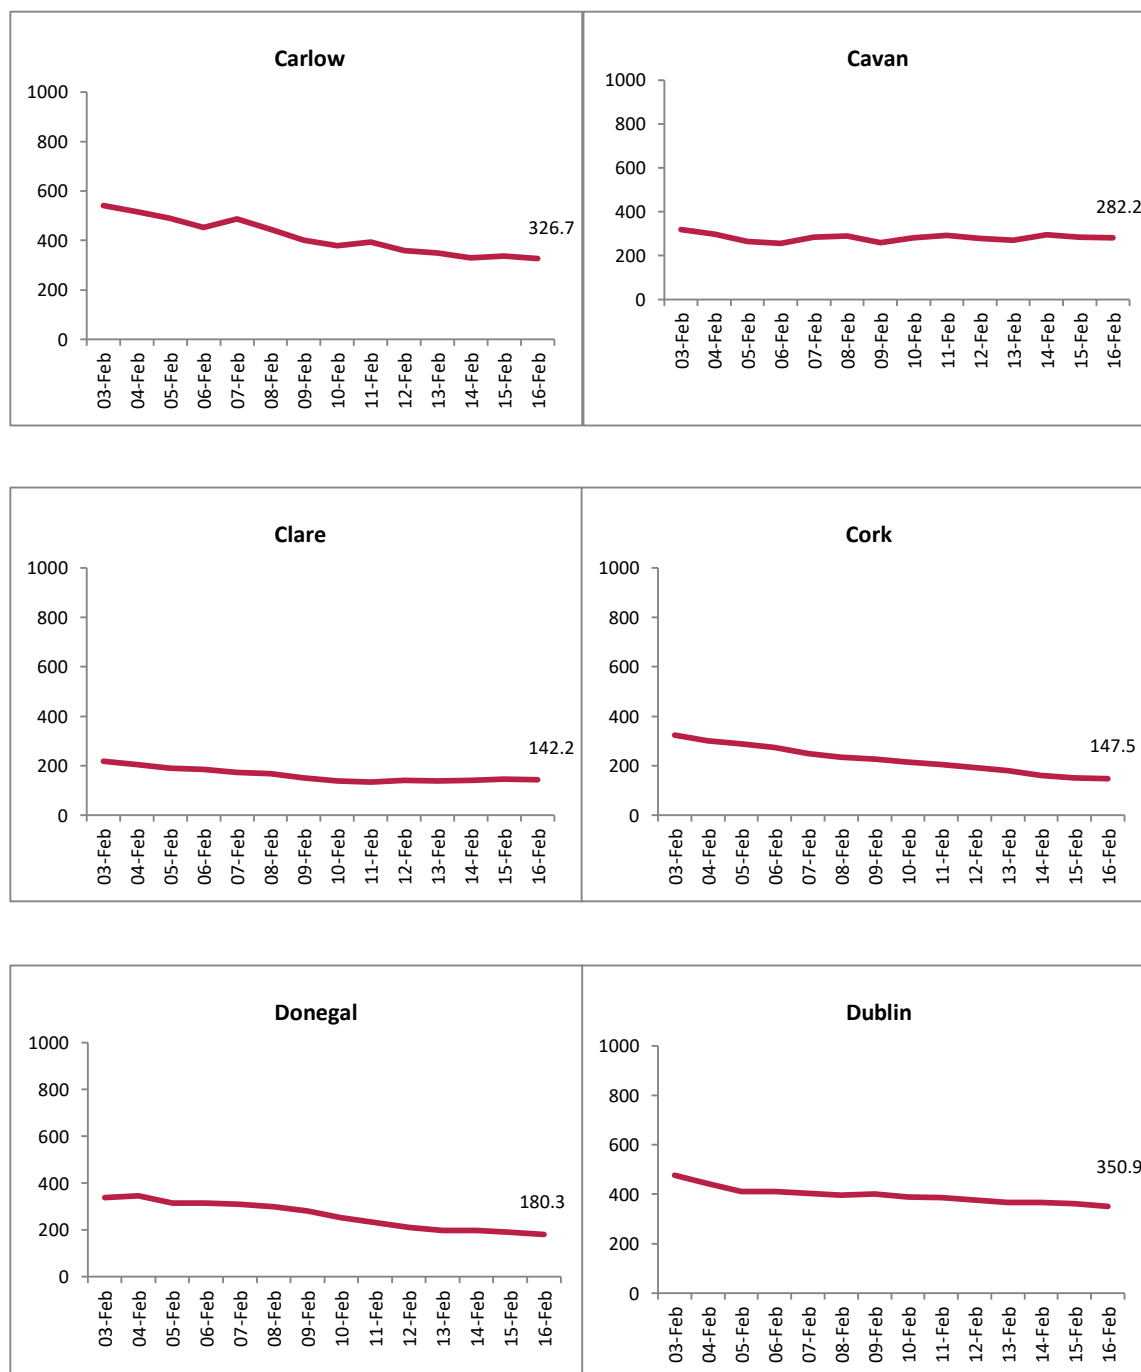 Carlow
1000
800
600
400
200
0
326.7
03-Feb
04-Feb
05-Feb
06-Feb
07-Feb
08-Feb
09-Feb
10-Feb
11-Feb
12-Feb
13-Feb
14-Feb
15-Feb
16-Feb
Cavan
1000
800
600
400
200
0
282.2
03-Feb
04-Feb
05-Feb
06-Feb
07-Feb
08-Feb
09-Feb
10-Feb
11-Feb
12-Feb
13-Feb
14-Feb
15-Feb
16-Feb
Clare
1000
800
600
400
200
0
142.2
03-Feb
04-Feb
05-Feb
06-Feb
07-Feb
08-Feb
09-Feb
10-Feb
11-Feb
12-Feb
13-Feb
14-Feb
15-Feb
16-Feb
Cork
1000
800
600
400
200
0
147.5
03-Feb
04-Feb
05-Feb
06-Feb
07-Feb
08-Feb
09-Feb
10-Feb
11-Feb
12-Feb
13-Feb
14-Feb
15-Feb
16-Feb
Donegal
1000
800
600
400
200
0
180.3
03-Feb
04-Feb
05-Feb
06-Feb
07-Feb
08-Feb
09-Feb
10-Feb
11-Feb
12-Feb
13-Feb
14-Feb
15-Feb
16-Feb
Dublin
1000
800
600
400
200
0
350.9
03-Feb
04-Feb
05-Feb
06-Feb
07-Feb
08-Feb
09-Feb
10-Feb
11-Feb
12-Feb
13-Feb
14-Feb
15-Feb
16-Feb